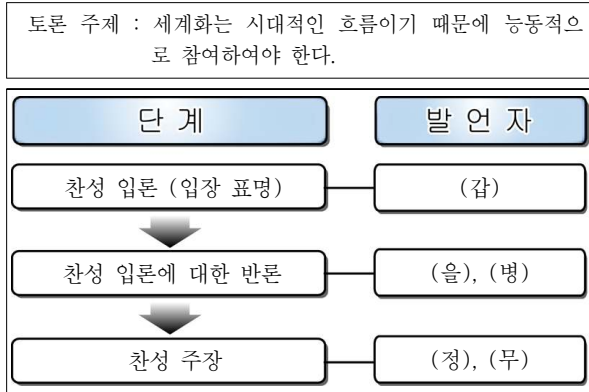 토론 주제 : 세계화는 시대적인 흐름이기 때문에 능동적으
로 참여하여야 한다.
단 계
발 언 자
찬성 입론 (입장 표명)
(갑)
찬성 입론에 대한 반론
(을), (병)
찬성 주장
(정), (무)